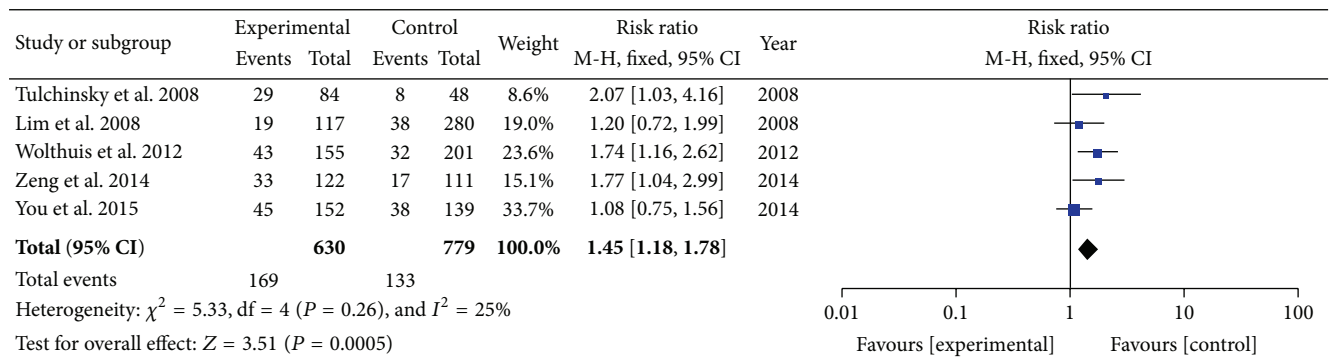 Study or subgroup Experimental Control Weight Risk ratio Year Risk ratio
Events Total Events Total M-H, fixed, 95% CI M-H, fixed, 95% CI
Tulchinsky et al. 2008 29 84 8 48 8.6% 2.07 [1.03, 4.16] 2008
Lim et al. 2008 19 117 38 280 19.0% 1.20 [0.72, 1.99] 2008
Wolthuis et al. 2012 43 155 32 201 23.6% 1.74 [1.16, 2.62] 2012
Zeng et al. 2014 33 122 17 111 15.1% 1.77 [1.04, 2.99] 2014
You et al. 2015 45 152 38 139 33.7% 1.08 [0.75, 1.56] 2014
Total (95% CI) 630 779 100.0% 1.45 [1.18, 1.78]
Total events 169 133
Heterogeneity: χ² = 5.33, df = 4 (P = 0.26), and I² = 25%
Test for overall effect: Z = 3.51 (P = 0.0005)
0.01 0.1 1 10 100
Favours [experimental] Favours [control]